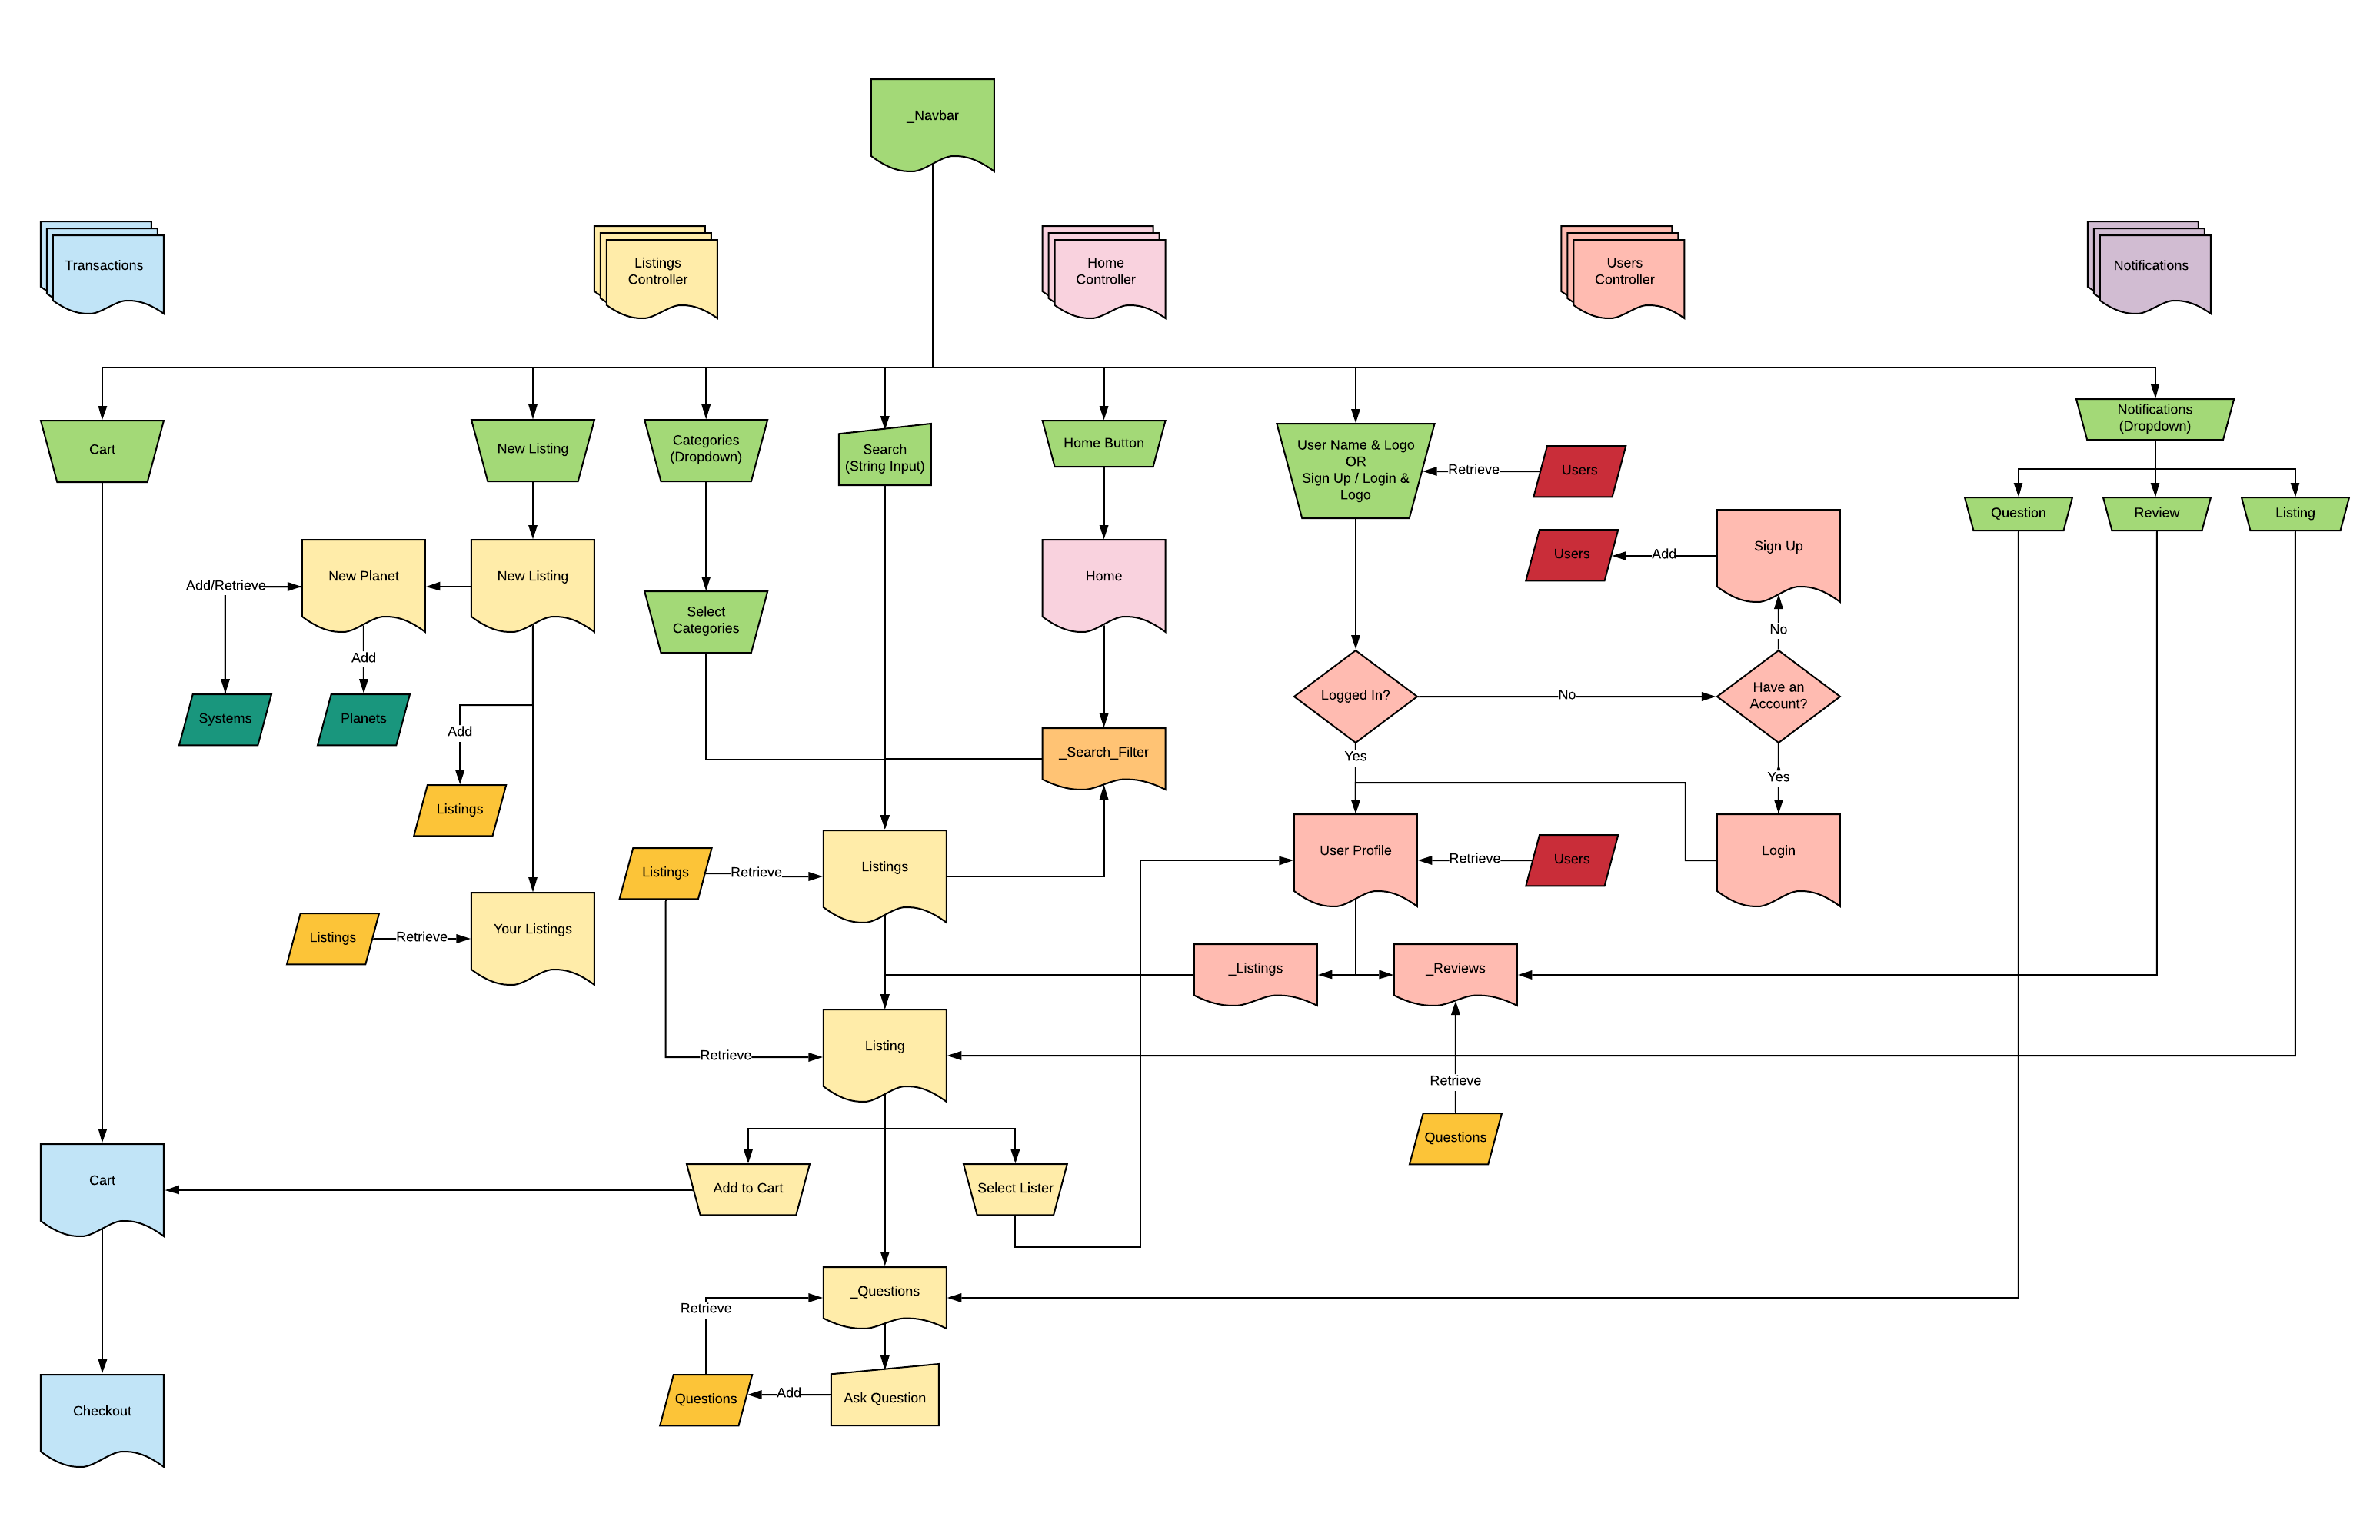 _Navbar
Transactions
Listings
Controller
Home
Controller
Users
Controller
Notifications
Cart
New Listing
Categories
(Dropdown)
Search
(String Input)
Home Button
User Name & Logo
OR
Sign Up / Login &
Logo
Retrieve
Users
Notifications
(Dropdown)
Question
Review
Listing
Users
Add
Sign Up
No
Add/Retrieve
New Planet
New Listing
Select
Categories
Home
Add
Systems
Planets
Add
Listings
_Search_Filter
Logged In?
No
Have an
Account?
Yes
Yes
Listings
Retrieve
Listings
User Profile
Retrieve
Users
Login
Listings
Retrieve
Your Listings
_Listings
_Reviews
Retrieve
Listing
Retrieve
Questions
Cart
Add to Cart
Select Lister
Retrieve
_Questions
Questions
Add
Ask Question
Checkout